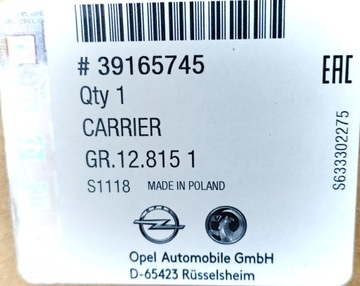 # 39165745
Qty 1
CARRIER
GR.12.815 1
S1118 MADE IN POLAND
Opel Automobile GmbH
D-65423 Rüsselsheim
EAC
S633302275